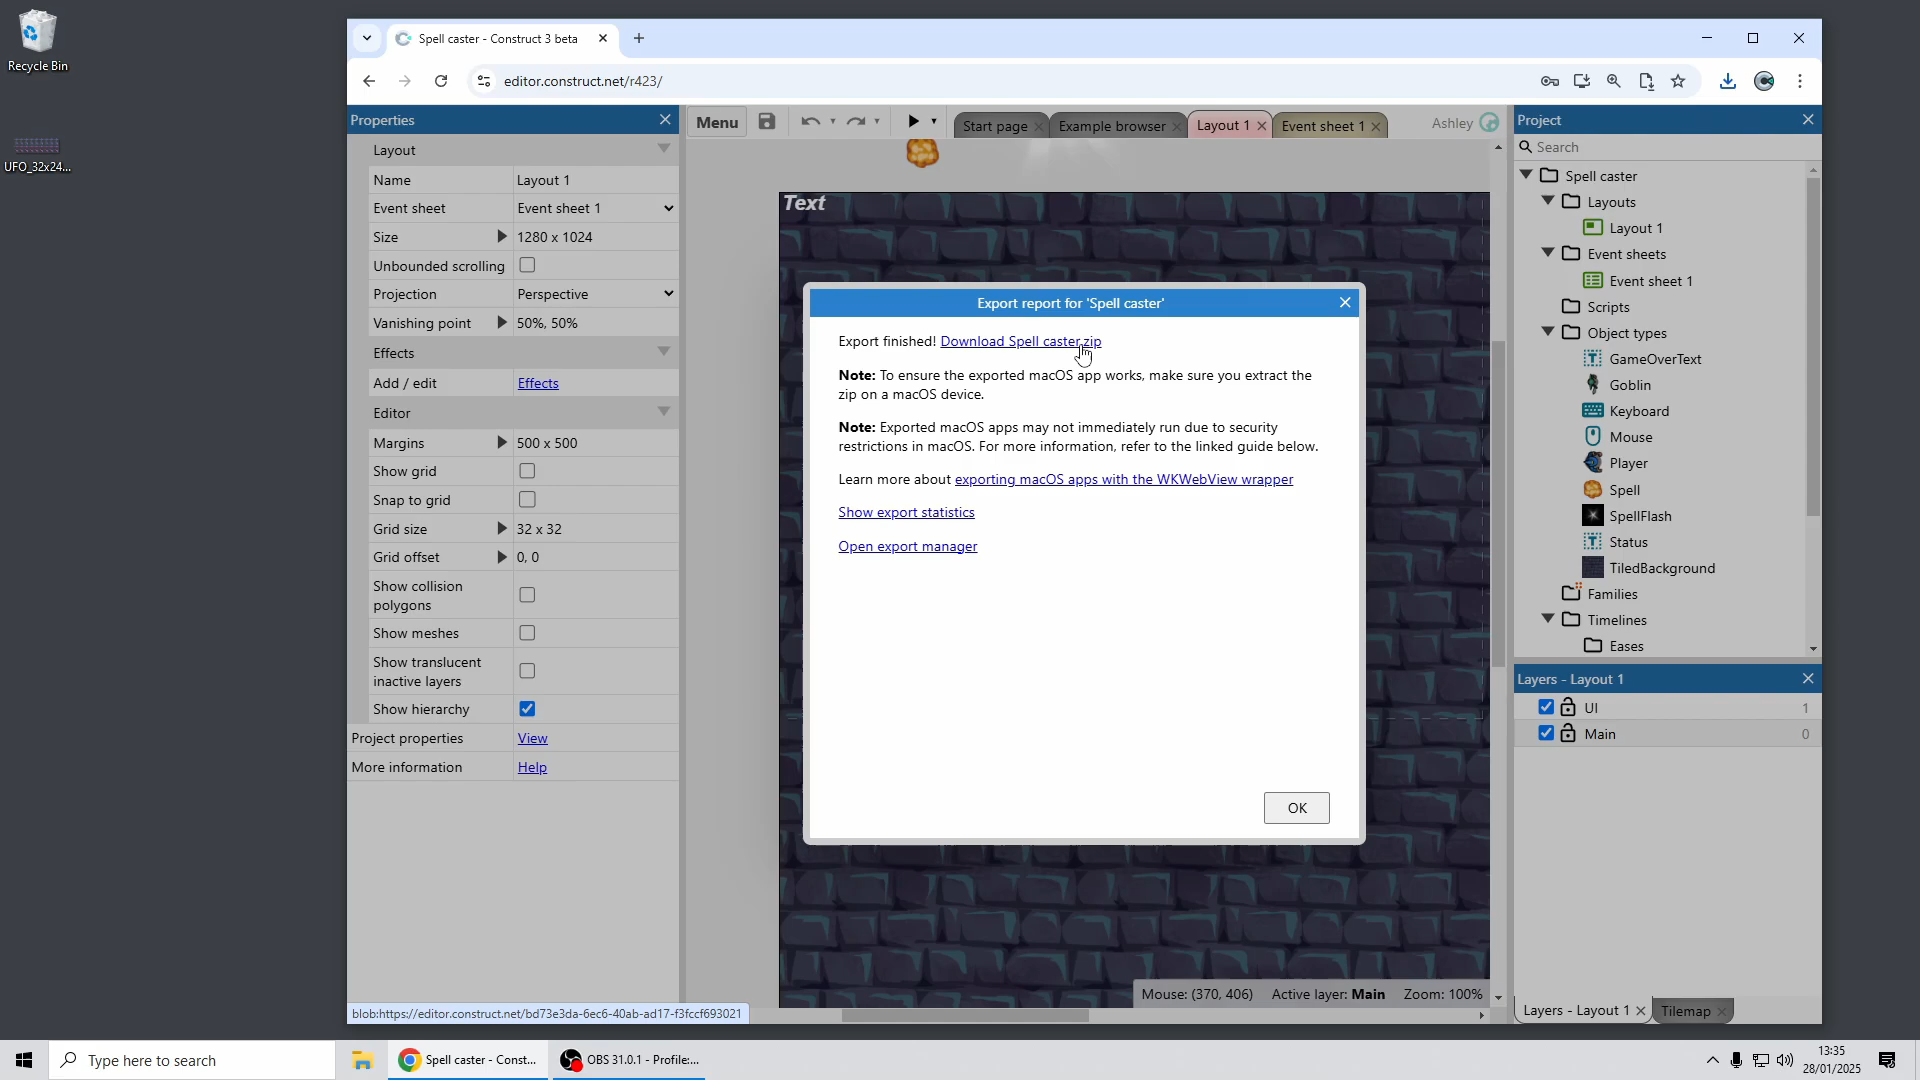 Recycle Bin
UFO_32x24...
Spell caster - Construct 3 beta
editor.construct.net/r423/
Properties
Layout
Name Layout 1
Event sheet Event sheet 1
Size 1280 x 1024
Unbounded scrolling
Projection Perspective
Vanishing point 50%, 50%
Effects
Add / edit Effects
Editor
Margins 500 x 500
Show grid
Snap to grid
Grid size 32 x 32
Grid offset 0, 0
Show collision
polygons
Show meshes
Show translucent
inactive layers
Show hierarchy
Project properties View
More information Help
Menu
Start page
Example browser
Layout 1
Event sheet 1
Ashley
Text
Export report for 'Spell caster'
Export finished! Download Spell caster.zip
Note: To ensure the exported macOS app works, make sure you extract the
zip on a macOS device.
Note: Exported macOS apps may not immediately run due to security
restrictions in macOS. For more information, refer to the linked guide below.
Learn more about exporting macOS apps with the WKWebView wrapper
Show export statistics
Open export manager
OK
Mouse: (370, 406) Active layer: Main Zoom: 100%
Project
Search
Spell caster
Layouts
Layout 1
Event sheets
Event sheet 1
Scripts
Object types
GameOverText
Goblin
Keyboard
Mouse
Player
Spell
SpellFlash
Status
TiledBackground
Families
Timelines
Eases
Layers - Layout 1
UI 1
Main 0
Layers - Layout 1
Tilemap
blob:https://editor.construct.net/bd73e3da-6ec6-40ab-ad17-f3fccf693021
Type here to search
Spell caster - Const...
OBS 31.0.1 - Profile:...
13:35
28/01/2025